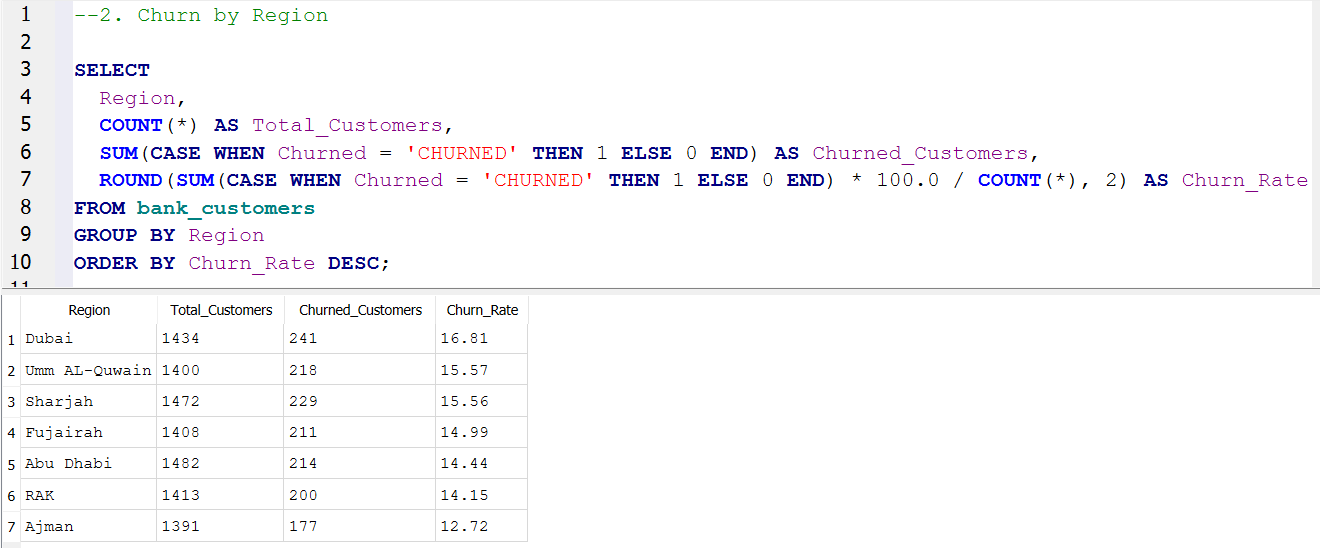 1 --2. Churn by Region
2
3 SELECT
4 Region,
5 COUNT(*) AS Total_Customers,
6 SUM(CASE WHEN Churned = 'CHURNED' THEN 1 ELSE 0 END) AS Churned_Customers,
7 ROUND(SUM(CASE WHEN Churned = 'CHURNED' THEN 1 ELSE 0 END) * 100.0 / COUNT(*), 2) AS Churn_Rate
8 FROM bank_customers
9 GROUP BY Region
10 ORDER BY Churn_Rate DESC;
11
Region Total_Customers Churned_Customers Churn_Rate
1 Dubai 1434 241 16.81
2 Umm AL-Quwain 1400 218 15.57
3 Sharjah 1472 229 15.56
4 Fujairah 1408 211 14.99
5 Abu Dhabi 1482 214 14.44
6 RAK 1413 200 14.15
7 Ajman 1391 177 12.72